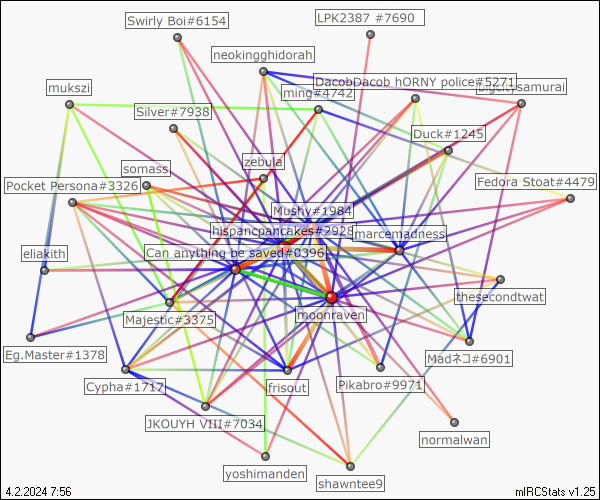 Swirly Boi#6154
LPK2387 #7690
neokingghidorah
DacobDacob hORNY police#5271
mukszi
ming#4742
Silver#7938
Duck#1245
zebula
somass
Pocket Persona#3326
Fedora Stoat#4479
Mushy#1984
hispancpancakes#2928
marcemadness
Can anything be saved#0396
eliakith
thesecondtwat
moonraven
Majestic#3375
Eg.Master#1378
Madネコ#6901
Cypha#1717
frisout
Pikabro#9971
JKOUYH VIII#7034
normalwan
yoshimanden
shawntee9
4.2.2024 7:56
mIRCStats v1.25